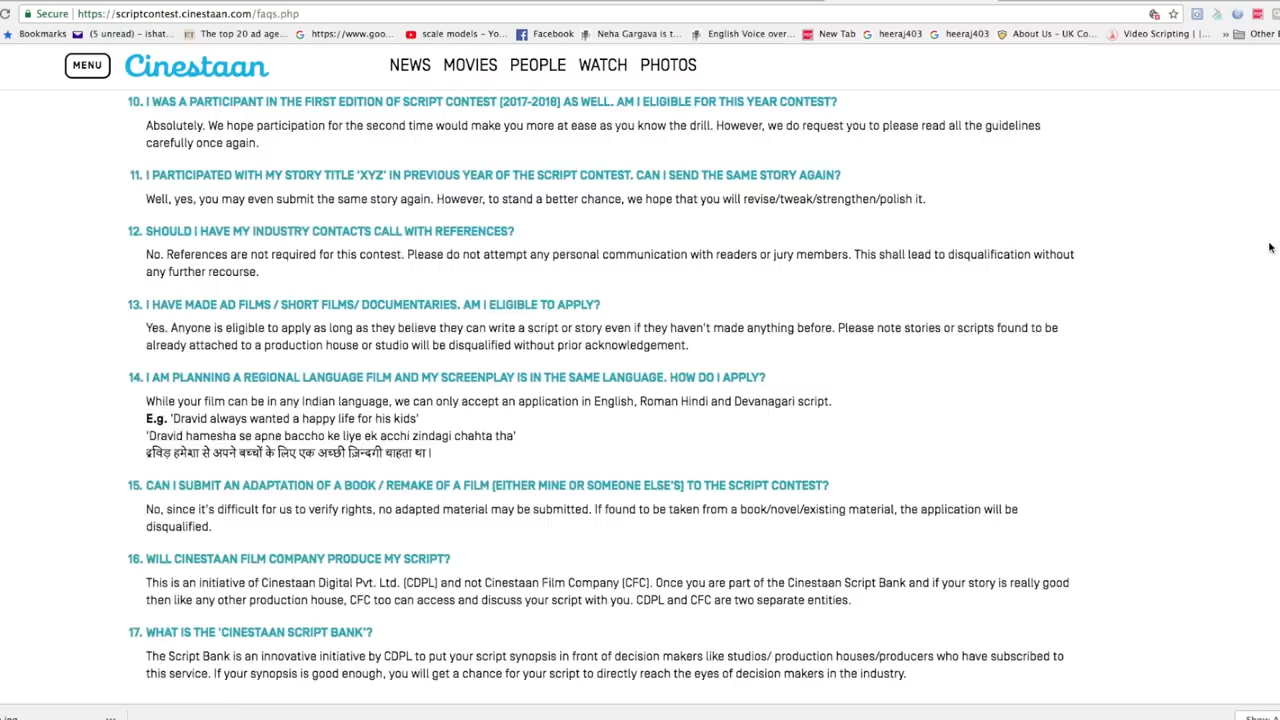 Secure https://scriptcontest.cinestaan.com/faqs.php
Bookmarks (5 unread) - ishat... The top 20 ad age... https://www.goo... scale models – Yo... Facebook Neha Gargava is t... English Voice over... New Tab heeraj403 heeraj403 About Us – UK Co... Video Scripting | |... » Other B
MENU Cinestaan NEWS MOVIES PEOPLE WATCH PHOTOS
10. I WAS A PARTICIPANT IN THE FIRST EDITION OF SCRIPT CONTEST (2017-2018) AS WELL. AM I ELIGIBLE FOR THIS YEAR CONTEST?
Absolutely. We hope participation for the second time would make you more at ease as you know the drill. However, we do request you to please read all the guidelines
carefully once again.
11. I PARTICIPATED WITH MY STORY TITLE 'XYZ' IN PREVIOUS YEAR OF THE SCRIPT CONTEST. CAN I SEND THE SAME STORY AGAIN?
Well, yes, you may even submit the same story again. However, to stand a better chance, we hope that you will revise/tweak/strengthen/polish it.
12. SHOULD I HAVE MY INDUSTRY CONTACTS CALL WITH REFERENCES?
No. References are not required for this contest. Please do not attempt any personal communication with readers or jury members. This shall lead to disqualification without
any further recourse.
13. I HAVE MADE AD FILMS / SHORT FILMS/ DOCUMENTARIES. AM I ELIGIBLE TO APPLY?
Yes. Anyone is eligible to apply as long as they believe they can write a script or story even if they haven't made anything before. Please note stories or scripts found to be
already attached to a production house or studio will be disqualified without prior acknowledgement.
14. I AM PLANNING A REGIONAL LANGUAGE FILM AND MY SCREENPLAY IS IN THE SAME LANGUAGE. HOW DO I APPLY?
While your film can be in any Indian language, we can only accept an application in English, Roman Hindi and Devanagari script.
E.g. 'Dravid always wanted a happy life for his kids'
'Dravid hamesha se apne baccho ke liye ek acchi zindagi chahta tha'
द्रविड़ हमेशा से अपने बच्चों के लिए एक अच्छी ज़िन्दगी चाहता था।
15. CAN I SUBMIT AN ADAPTATION OF A BOOK / REMAKE OF A FILM (EITHER MINE OR SOMEONE ELSE'S) TO THE SCRIPT CONTEST?
No, since it's difficult for us to verify rights, no adapted material may be submitted. If found to be taken from a book/novel/existing material, the application will be
disqualified.
16. WILL CINESTAAN FILM COMPANY PRODUCE MY SCRIPT?
This is an initiative of Cinestaan Digital Pvt. Ltd. (CDPL) and not Cinestaan Film Company (CFC). Once you are part of the Cinestaan Script Bank and if your story is really good
then like any other production house, CFC too can access and discuss your script with you. CDPL and CFC are two separate entities.
17. WHAT IS THE 'CINESTAAN SCRIPT BANK'?
The Script Bank is an innovative initiative by CDPL to put your script synopsis in front of decision makers like studios/ production houses/producers who have subscribed to
this service. If your synopsis is good enough, you will get a chance for your script to directly reach the eyes of decision makers in the industry.